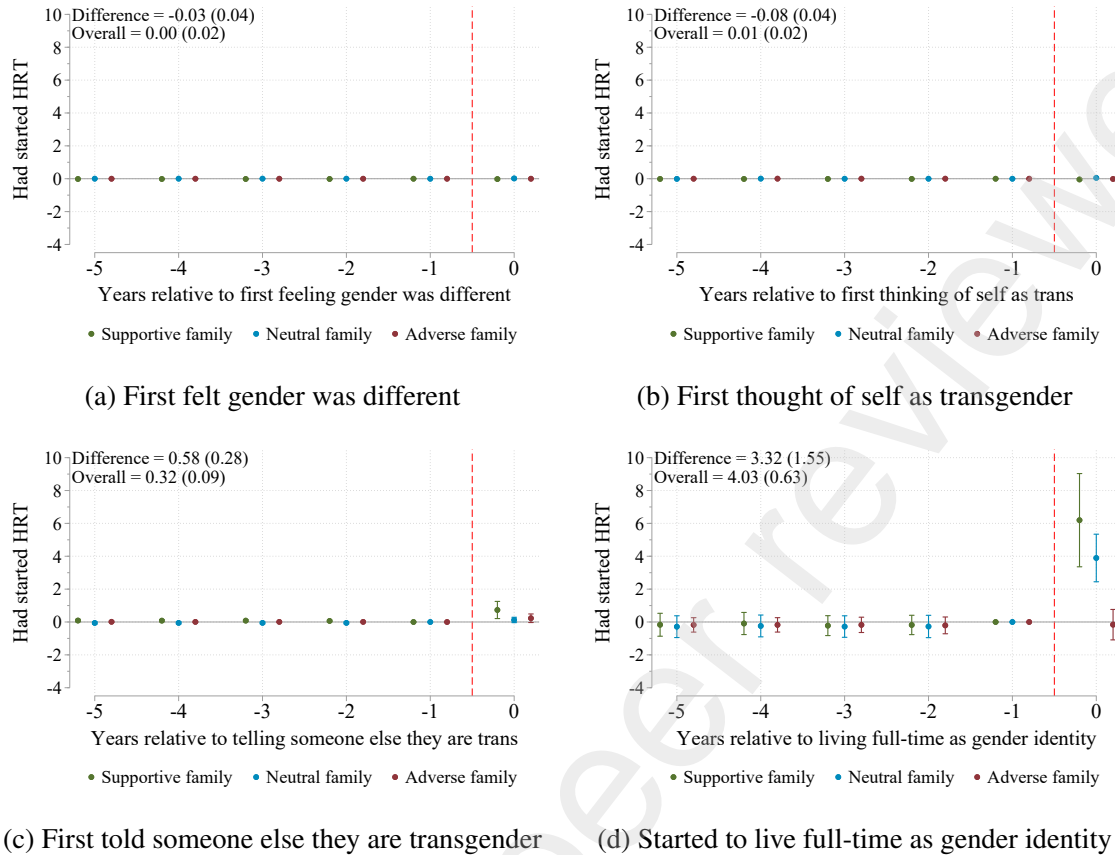 Difference = -0.03 (0.04)
Overall = 0.00 (0.02)
Had started HRT
10
8
6
4
2
0
-2
-4
-5 -4 -3 -2 -1 0
Years relative to first feeling gender was different
Supportive family Neutral family Adverse family
(a) First felt gender was different
Difference = -0.08 (0.04)
Overall = 0.01 (0.02)
Had started HRT
10
8
6
4
2
0
-2
-4
-5 -4 -3 -2 -1 0
Years relative to first thinking of self as trans
Supportive family Neutral family Adverse family
(b) First thought of self as transgender
Difference = 0.58 (0.28)
Overall = 0.32 (0.09)
Had started HRT
10
8
6
4
2
0
-2
-4
-5 -4 -3 -2 -1 0
Years relative to telling someone else they are trans
Supportive family Neutral family Adverse family
(c) First told someone else they are transgender
Difference = 3.32 (1.55)
Overall = 4.03 (0.63)
Had started HRT
10
8
6
4
2
0
-2
-4
-5 -4 -3 -2 -1 0
Years relative to living full-time as gender identity
Supportive family Neutral family Adverse family
(d) Started to live full-time as gender identity
peer review